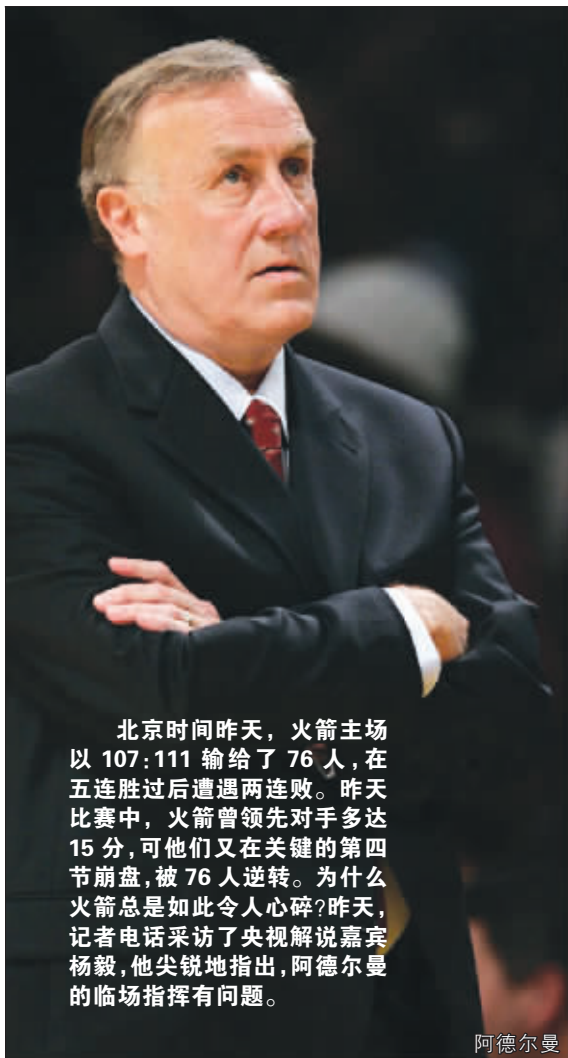 北京时间昨天，火箭主场
以 107:111 输给了 76 人,在
五连胜过后遭遇两连败。昨天
比赛中，火箭曾领先对手多达
15 分,可他们又在关键的第四
节崩盘,被 76 人逆转。为什么
火箭总是如此令人心碎?昨天,
记者电话采访了央视解说嘉宾
杨毅,他尖锐地指出,阿德尔曼
的临场指挥有问题。
阿德尔曼